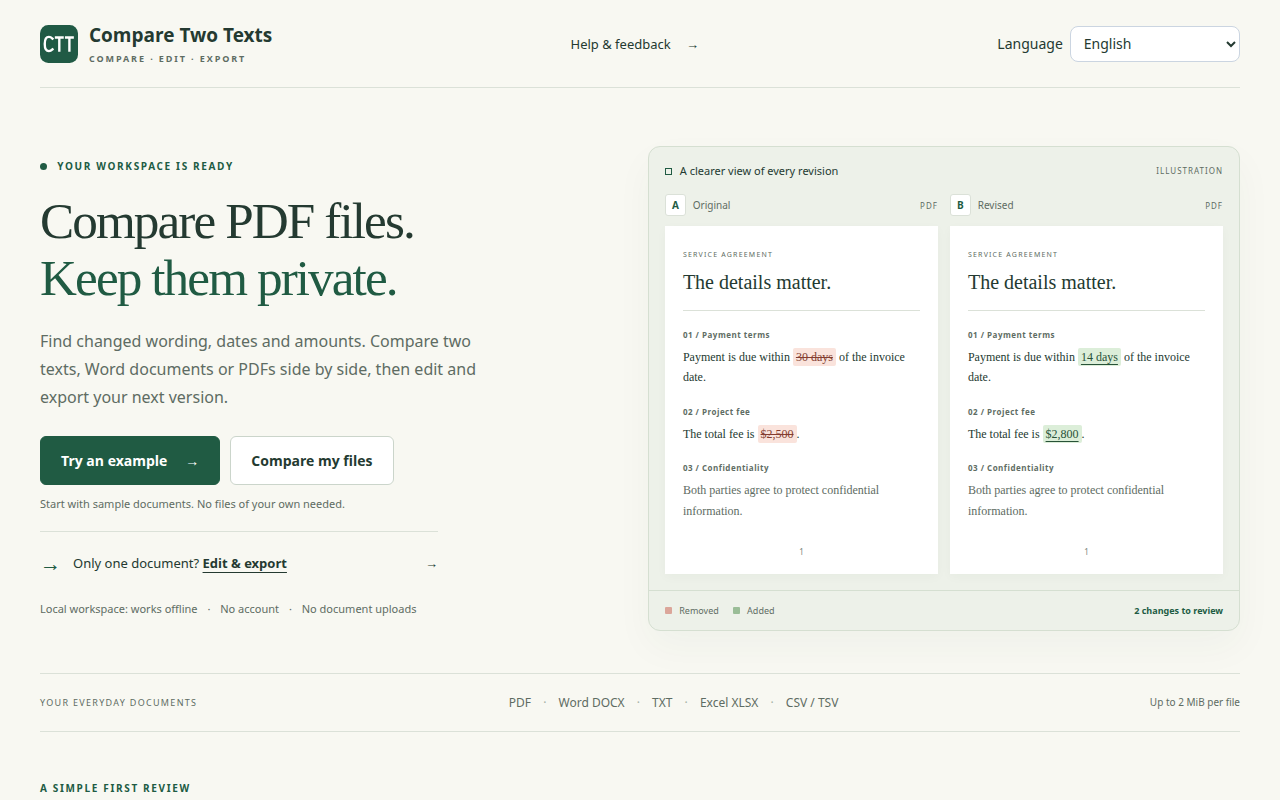 CTT
Compare Two Texts
COMPARE · EDIT · EXPORT
Help & feedback →
Language English
YOUR WORKSPACE IS READY
Compare PDF files.
Keep them private.
Find changed wording, dates and amounts. Compare two
texts, Word documents or PDFs side by side, then edit and
export your next version.
Try an example →
Compare my files
Start with sample documents. No files of your own needed.
→ Only one document? Edit & export →
Local workspace: works offline · No account · No document uploads
A clearer view of every revision
ILLUSTRATION
A Original PDF
SERVICE AGREEMENT
The details matter.
01 / Payment terms
Payment is due within 30 days of the invoice
date.
02 / Project fee
The total fee is $2,500.
03 / Confidentiality
Both parties agree to protect confidential
information.
1
B Revised PDF
SERVICE AGREEMENT
The details matter.
01 / Payment terms
Payment is due within 14 days of the invoice
date.
02 / Project fee
The total fee is $2,800.
03 / Confidentiality
Both parties agree to protect confidential
information.
1
Removed Added
2 changes to review
YOUR EVERYDAY DOCUMENTS
PDF · Word DOCX · TXT · Excel XLSX · CSV / TSV
Up to 2 MiB per file
A SIMPLE FIRST REVIEW